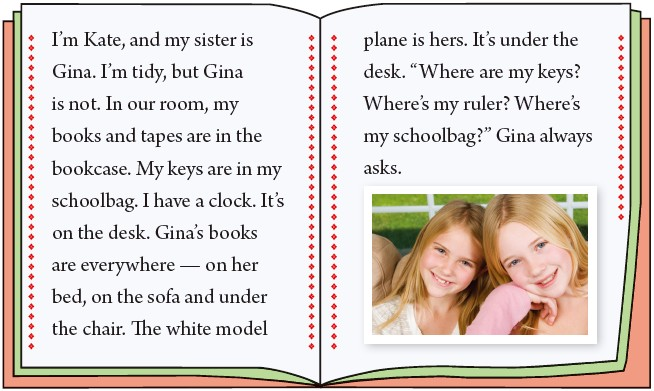 I’m Kate, and my sister is
Gina. I’m tidy, but Gina
is not. In our room, my
books and tapes are in the
bookcase. My keys are in my
schoolbag. I have a clock. It’s
on the desk. Gina’s books
are everywhere — on her
bed, on the sofa and under
the chair. The white model
plane is hers. It’s under the
desk. “Where are my keys?
Where’s my ruler? Where’s
my schoolbag?” Gina always
asks.